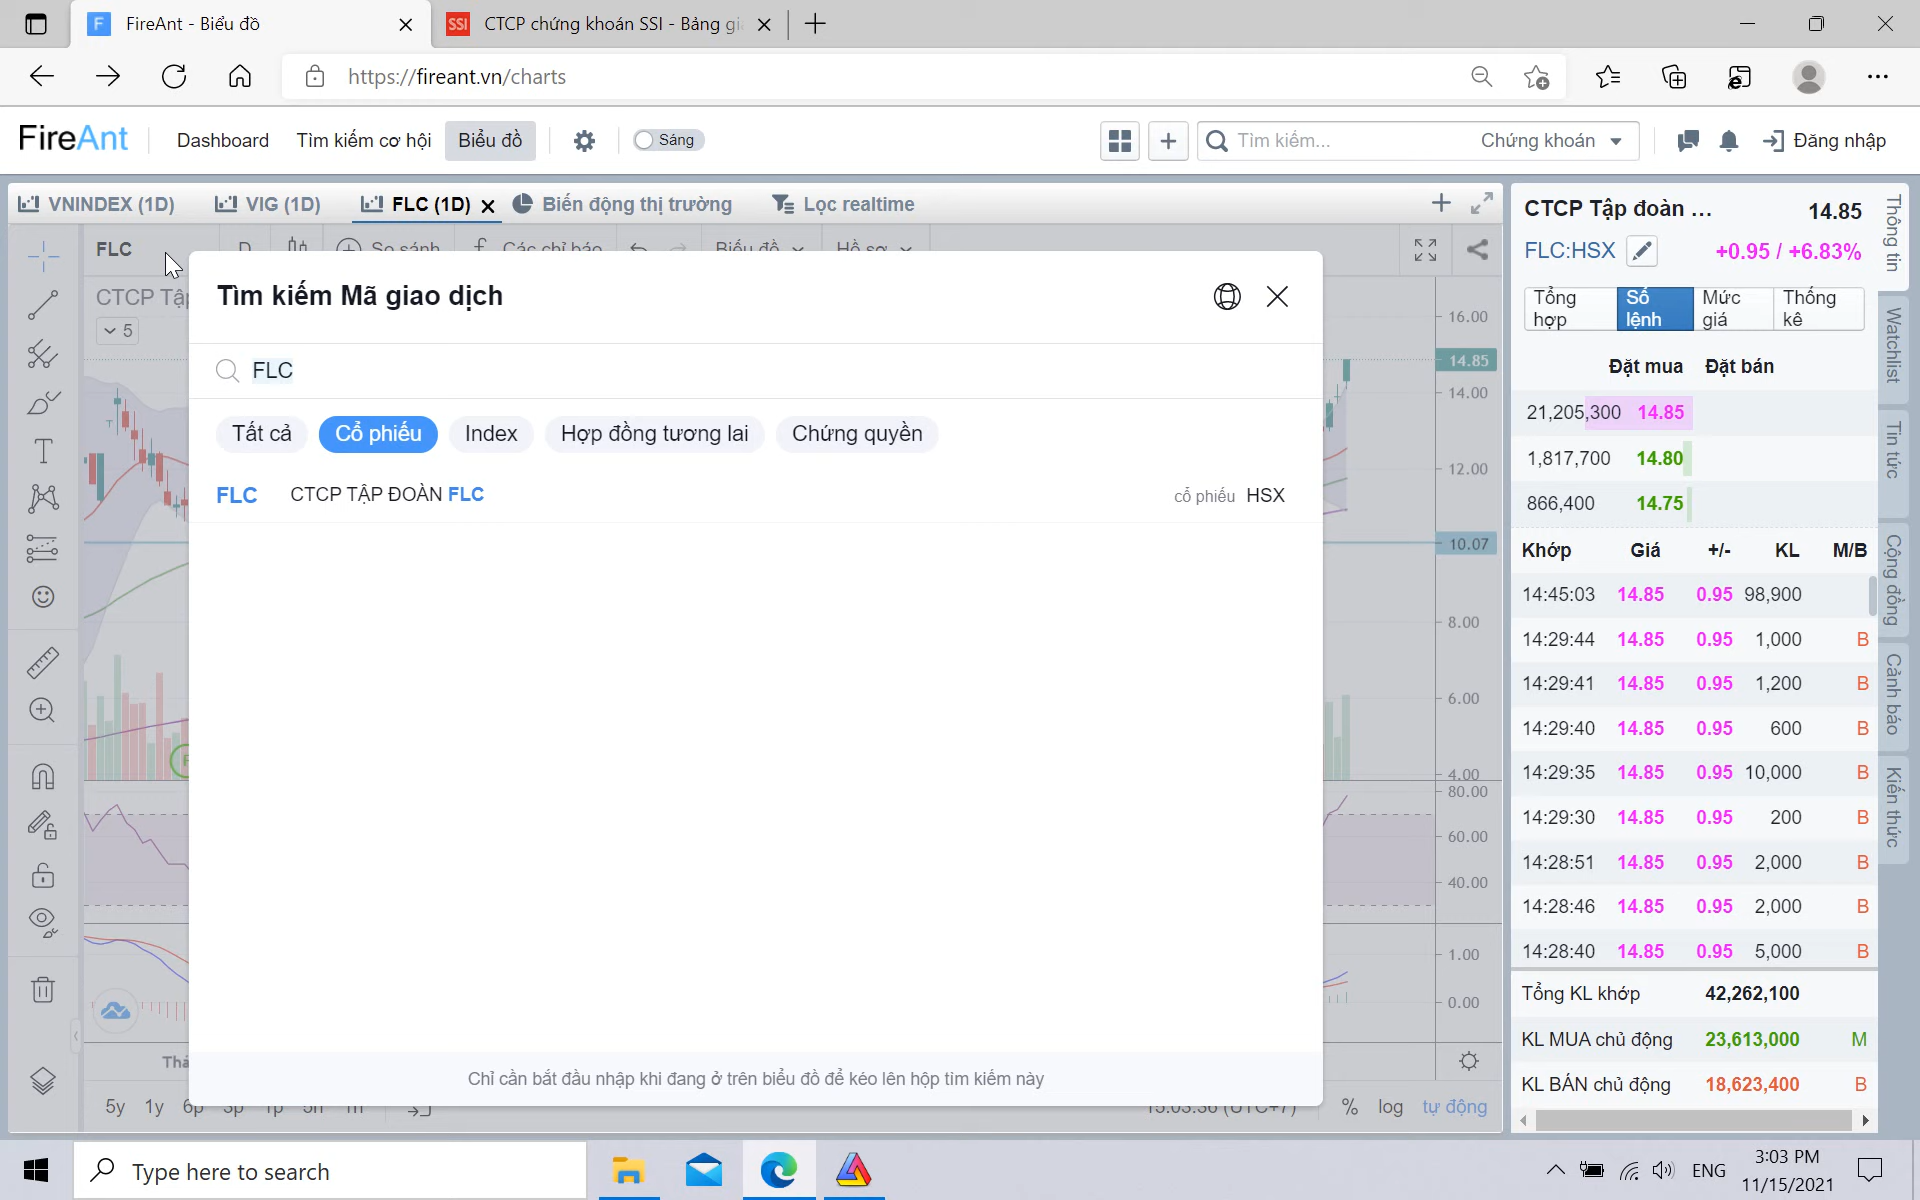 FireAnt - Biểu đồ
CTCP chứng khoán SSI - Bảng gi
https://fireant.vn/charts
FireAnt
Dashboard
Tìm kiếm cơ hội
Biểu đồ
Sáng
Tìm kiếm...
Chứng khoán
Đăng nhập
VNINDEX (1D)
VIG (1D)
FLC (1D)
Biến động thị trường
Lọc realtime
FLC
D
So sánh
Các chỉ báo
Biểu đồ
Hồ sơ
CTCP Tập
5
Tìm kiếm Mã giao dịch
FLC
Tất cả
Cổ phiếu
Index
Hợp đồng tương lai
Chứng quyền
FLC CTCP TẬP ĐOÀN FLC cổ phiếu HSX
Chỉ cần bắt đầu nhập khi đang ở trên biểu đồ để kéo lên hộp tìm kiếm này
16.00
14.85
14.00
12.00
10.07
8.00
6.00
4.00
80.00
60.00
40.00
1.00
0.00
5y 1y
15:03:36 (UTC+7)
% log tự động
CTCP Tập đoàn ... 14.85
FLC:HSX +0.95 / +6.83%
Tổng hợp
Sổ lệnh
Mức giá
Thống kê
Đặt mua Đặt bán
21,205,300 14.85
1,817,700 14.80
866,400 14.75
Khớp Giá +/- KL M/B
14:45:03 14.85 0.95 98,900
14:29:44 14.85 0.95 1,000 B
14:29:41 14.85 0.95 1,200 B
14:29:40 14.85 0.95 600 B
14:29:35 14.85 0.95 10,000 B
14:29:30 14.85 0.95 200 B
14:28:51 14.85 0.95 2,000 B
14:28:46 14.85 0.95 2,000 B
14:28:40 14.85 0.95 5,000 B
Tổng KL khớp 42,262,100
KL MUA chủ động 23,613,000 M
KL BÁN chủ động 18,623,400 B
Thông tin
Watchlist
Tin tức
Cộng đồng
Cảnh báo
Kiến thức
Type here to search
ENG
3:03 PM
11/15/2021